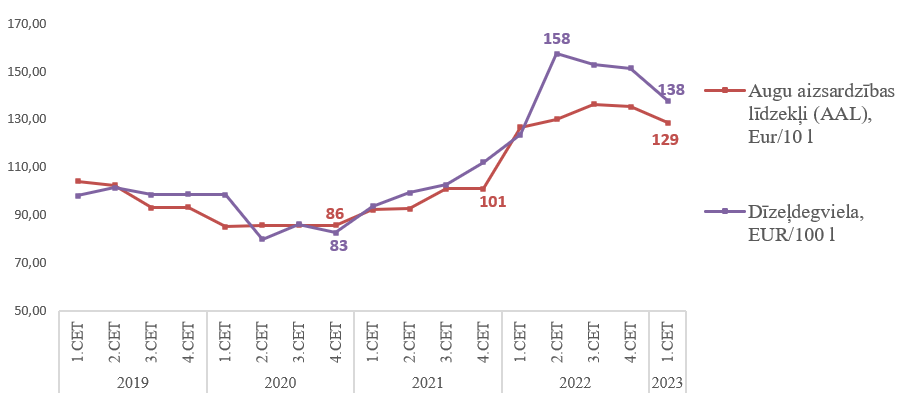 170,00
150,00
130,00
110,00
90,00
70,00
50,00
158
138
129
101
86
83
1.CET
2.CET
3.CET
4.CET
1.CET
2.CET
3.CET
4.CET
1.CET
2.CET
3.CET
4.CET
1.CET
2.CET
3.CET
4.CET
1.CET
2019
2020
2021
2022
2023
Augu aizsardzības
līdzekļi (AAL),
Eur/10 l
Dīzeļdegviela,
EUR/100 l